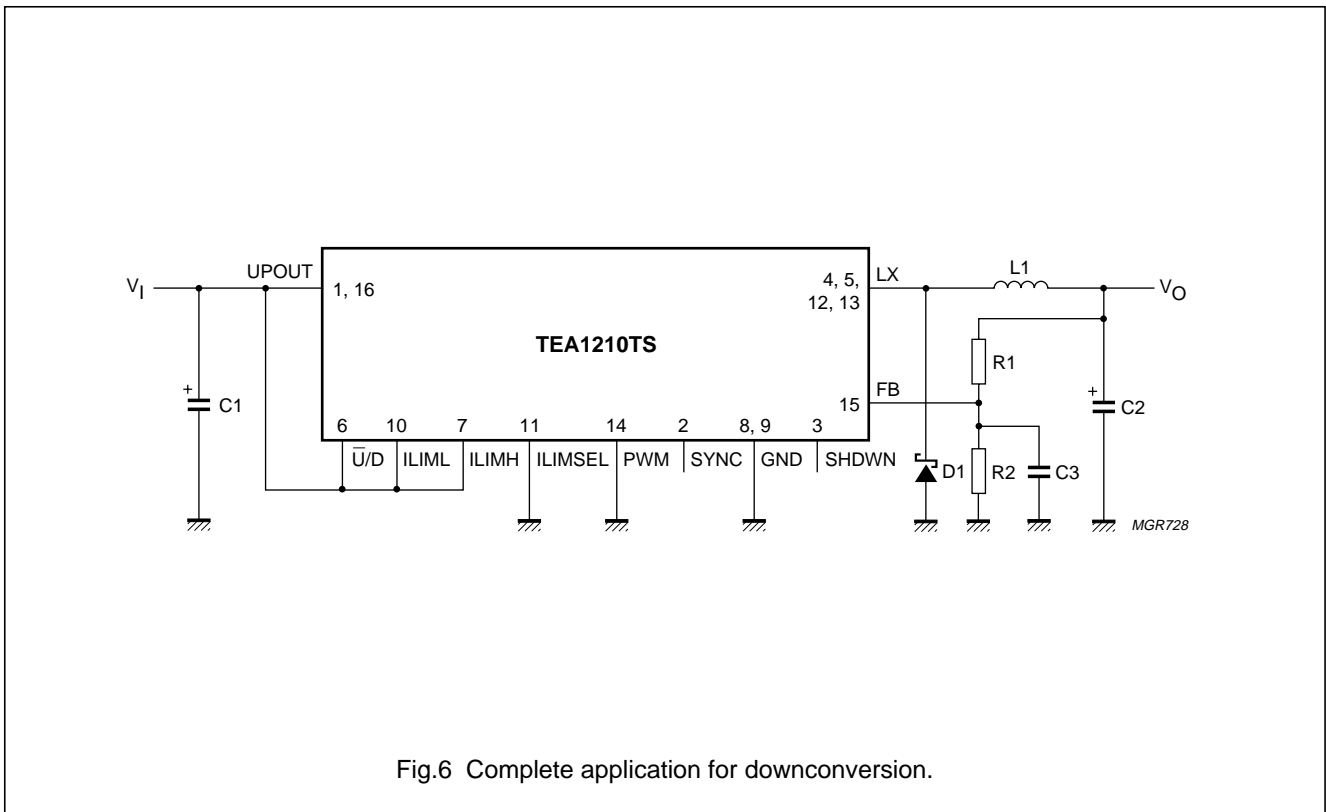 UPOUT
LX
L1
V_I
1, 16
4, 5,
12, 13
V_O
TEA1210TS
R1
FB
15
C2
+
C1
+
6 10 7 11 14 2 8, 9 3
U̅/D ILIML ILIMH ILIMSEL PWM SYNC GND SHDWN
D1 R2 C3
MGR728
Fig.6 Complete application for downconversion.